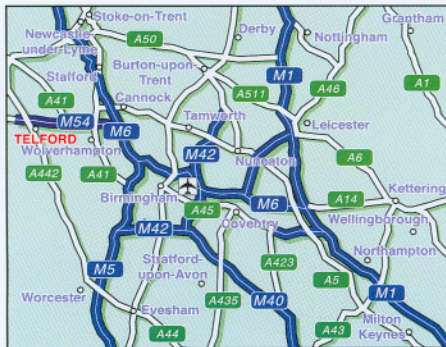 Stoke-on-Trent
Newcastle
-under-Lyme
A50
Derby
Nottingham
Grantham
Stafford
Burton-upon-
Trent
M1
A46
A1
A41
Cannock
A511
M54
M6
Tamworth
Leicester
TELFORD
Wolverhampton
M42
Nuneaton
A6
A442
A41
Birmingham
A45
M6
A14
Kettering
M42
Coventry
Wellingborough
M5
Stratford-
upon-Avon
A423
Northampton
A5
M1
Worcester
A435
M40
Evesham
A44
A43
Milton
Keynes